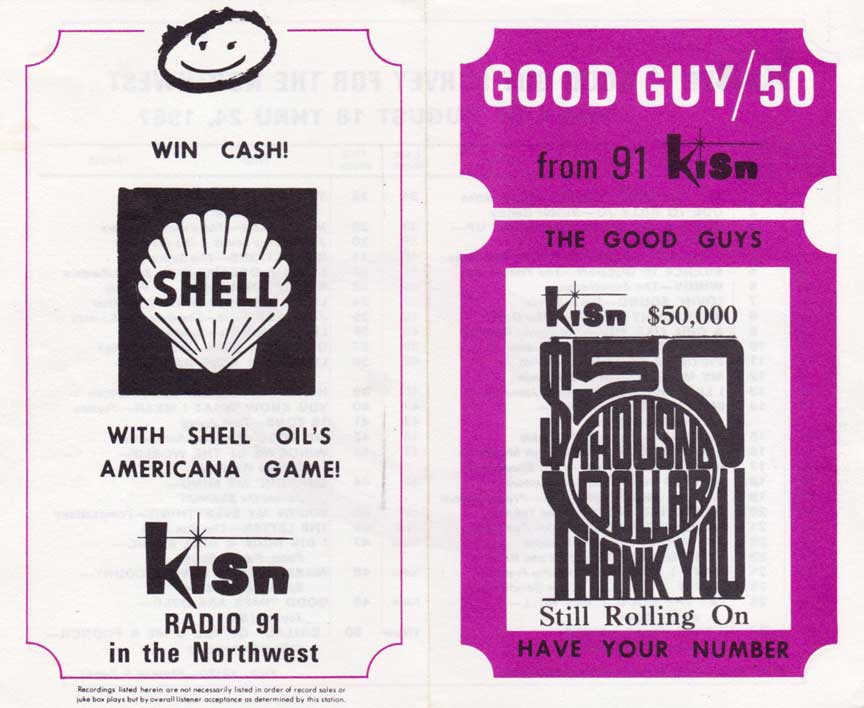 WIN CASH!
SHELL
WITH SHELL OIL'S
AMERICANA GAME!
KISN
RADIO 91
in the Northwest
Recordings listed herein are not necessarily listed in order of record sales or
juke box plays but by overall listener acceptance as determined by this station.
GOOD GUY/50
from 91 KISN
THE GOOD GUYS
KISN $50,000
$50
THOUSND
DOLLAR
THANK YOU
Still Rolling On
HAVE YOUR NUMBER